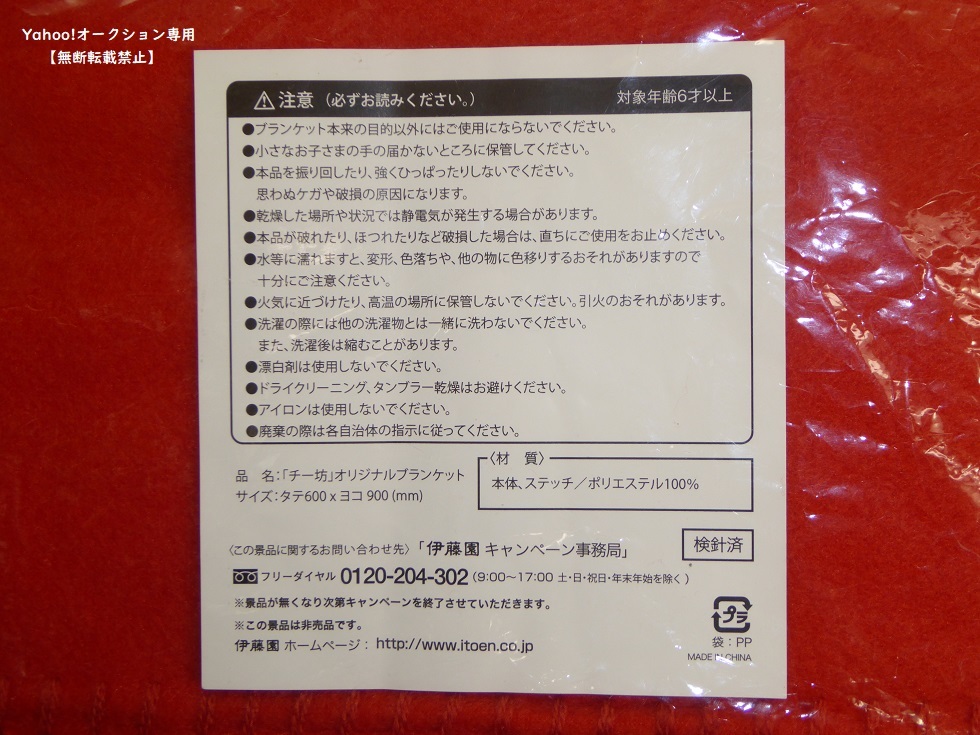 Yahoo!オークション専用
【無断転載禁止】
⚠注意（必ずお読みください。） 対象年齢6才以上
●ブランケット本来の目的以外にはご使用にならないでください。
●小さなお子さまの手の届かないところに保管してください。
●本品を振り回したり、強くひっぱったりしないでください。
思わぬケガや破損の原因になります。
●乾燥した場所や状況では静電気が発生する場合があります。
●本品が破れたり、ほつれたりなど破損した場合は、直ちにご使用をお止めください。
●水等に濡れますと、変形、色落ちや、他の物に色移りするおそれがありますので
十分にご注意ください。
●火気に近づけたり、高温の場所に保管しないでください。引火のおそれがあります。
●洗濯の際には他の洗濯物とは一緒に洗わないでください。
また、洗濯後は縮むことがあります。
●漂白剤は使用しないでください。
●ドライクリーニング、タンブラー乾燥はお避けください。
●アイロンは使用しないでください。
●廃棄の際は各自治体の指示に従ってください。
品 名：「チー坊」オリジナルブランケット
サイズ：タテ600 x ヨコ 900 (mm)
〈材 質〉
本体、ステッチ／ポリエステル100%
〈この景品に関するお問い合わせ先〉「伊藤園 キャンペーン事務局」
検針済
フリーダイヤル 0120-204-302（9:00〜17:00 土・日・祝日・年末年始を除く）
※景品が無くなり次第キャンペーンを終了させていただきます。
※この景品は非売品です。
伊藤園 ホームページ： http://www.itoen.co.jp
プラ
袋：PP
MADE IN CHINA